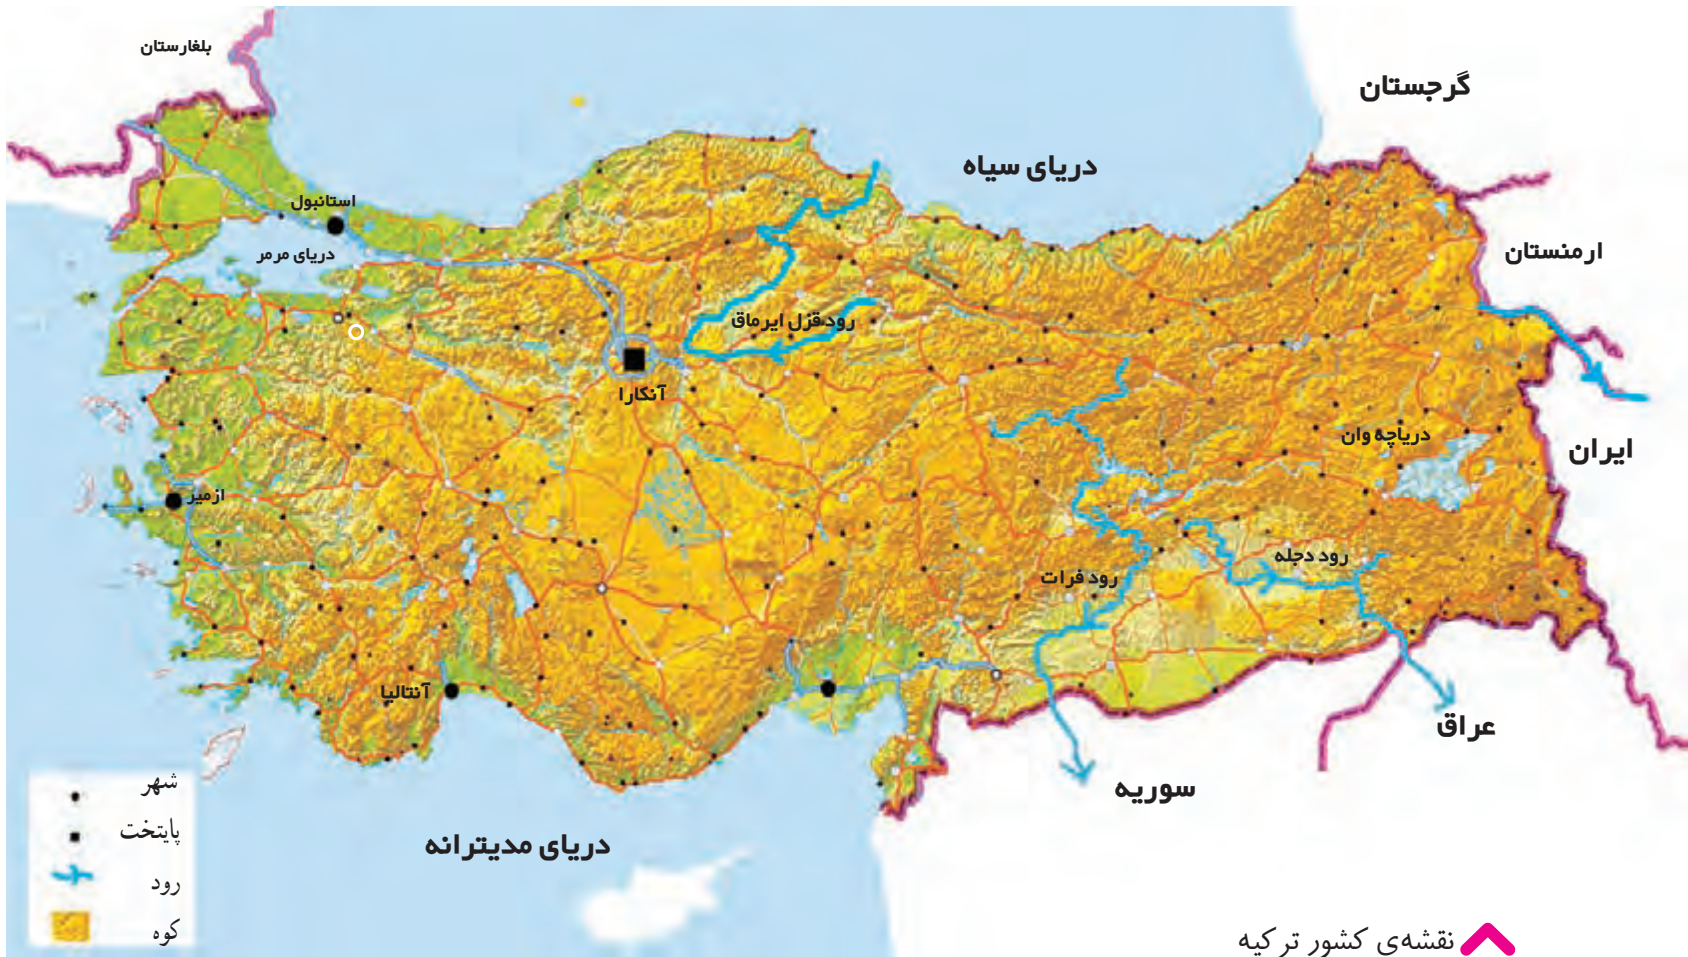 بلغارستان
گرجستان
دریای سیاه
استانبول
دریای مرمر
ارمنستان
رود قزل ایرماق
آنکارا
دریاچه وان
ایران
ازمیر
رود دجله
رود فرات
آنتالیا
عراق
سوریه
دریای مدیترانه
شهر
پایتخت
رود
کوه
نقشه‌ی کشور ترکیه